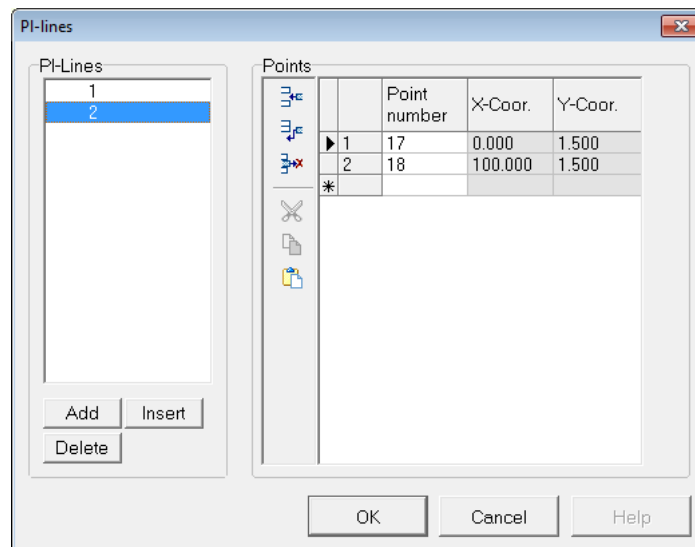 Pl-lines
Pl-Lines
1
2
Add Insert
Delete
Points
Point number X-Coor. Y-Coor.
1 17 0.000 1.500
2 18 100.000 1.500
OK Cancel Help